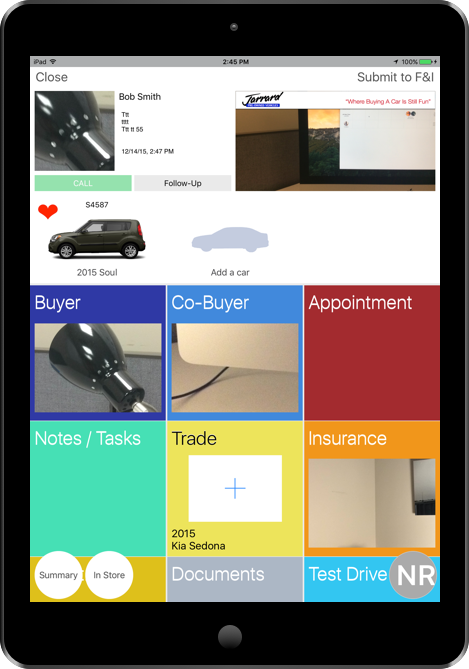 iPad 2:45 PM 100%
Close Submit to F&I
Bob Smith
Ttt
tttt
Ttt tt 55
12/14/15, 2:47 PM
CALL Follow-Up
Jarrard
"Where Buying A Car Is Still Fun"
S4587
2015 Soul Add a car
Buyer Co-Buyer Appointment
Notes / Tasks Trade Insurance
2015
Kia Sedona
Summary In Store Documents Test Drive NR